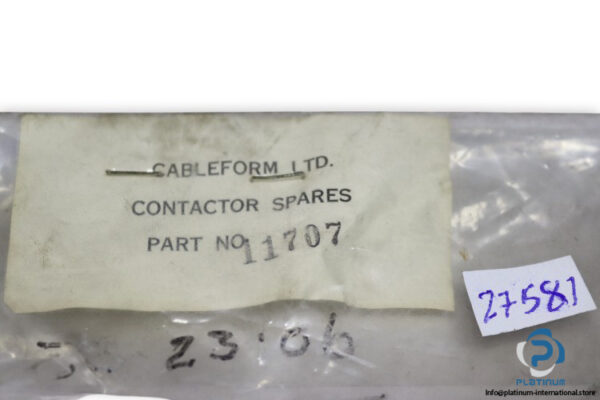 CABLEFORM LTD.
CONTACTOR SPARES
PART NO 11707
27581
23.06
PLATINUM
Info@platinum-international.store